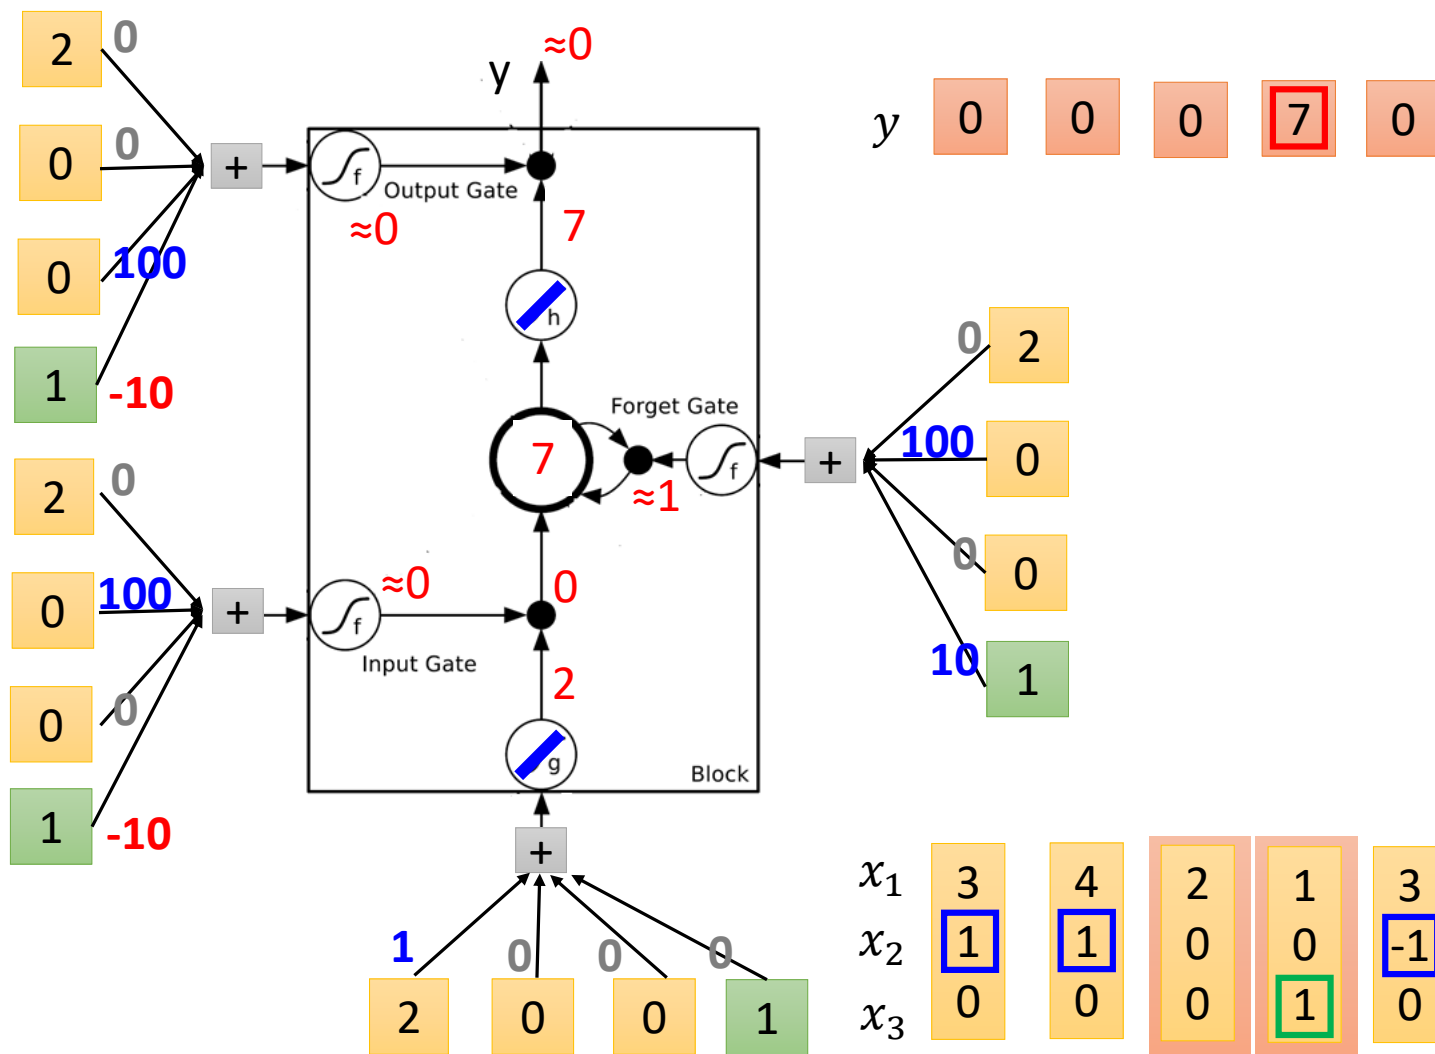 2 0
0 0
0 100
1 -10
+
f
Output Gate
≈0
y
≈0
7
h
7
Forget Gate
f
≈1
+
0 2
100 0
0 0
10 1
2 0
0 100
0 0
1 -10
+
f
≈0
Input Gate
0
2
g
Block
+
1 0 0 0
2 0 0 1
y 0 0 0 7 0
x₁ 3 4 2 1 3
x₂ 1 1 0 0 -1
x₃ 0 0 0 1 0